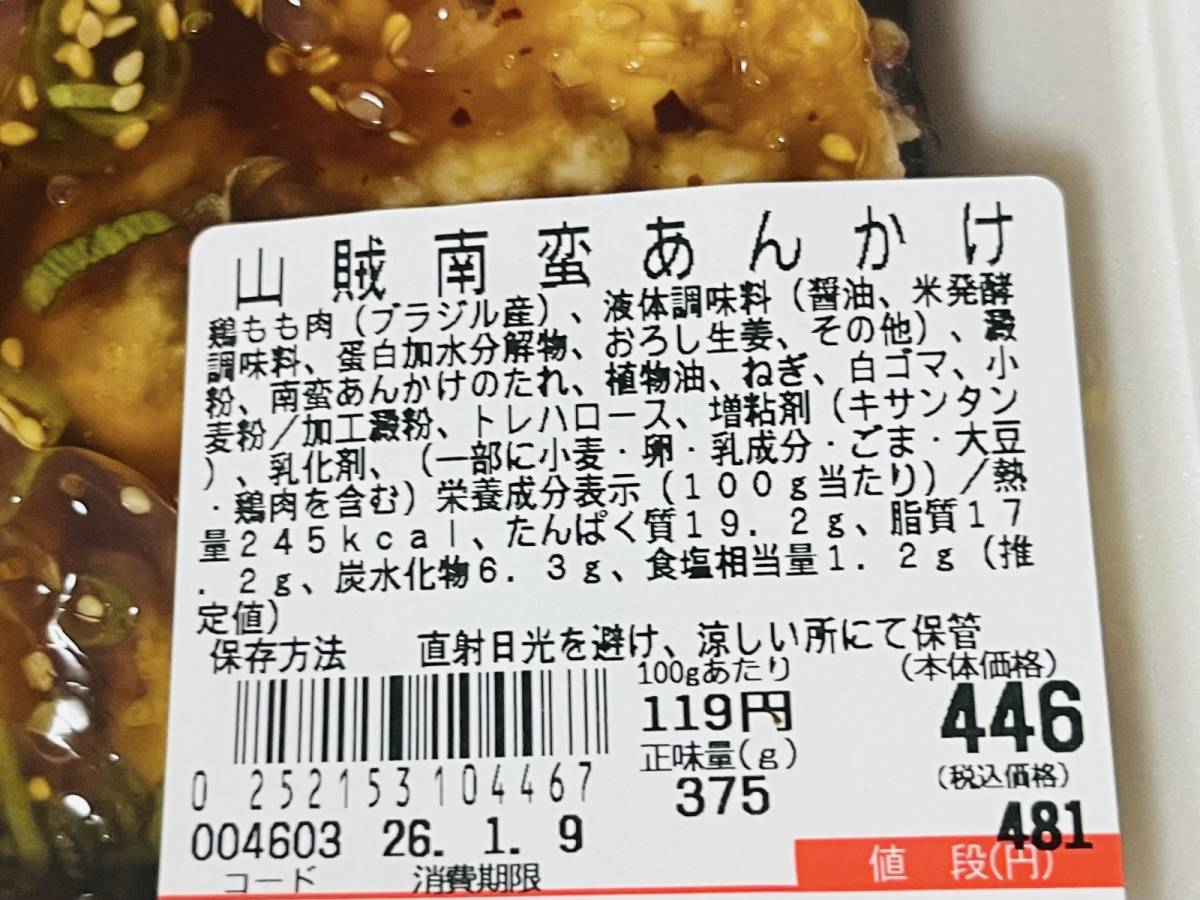 山賊南蛮あんかけ
鶏もも肉（ブラジル産）、液体調味料（醤油、米発酵
調味料、蛋白加水分解物、おろし生姜、その他）、澱
粉、南蛮あんかけのたれ、植物油、ねぎ、白ゴマ、小
麦粉／加工澱粉、トレハロース、増粘剤（キサンタン
）、乳化剤、（一部に小麦・卵・乳成分・ごま・大豆
・鶏肉を含む）栄養成分表示（１００ｇ当たり）／熱
量２４５ｋｃａｌ、たんぱく質１９．２ｇ、脂質１７
．２ｇ、炭水化物６．３ｇ、食塩相当量１．２ｇ（推
定値）
保存方法　直射日光を避け、涼しい所にて保管
100gあたり
119円
正味量(g)
375
(本体価格)
446
(税込価格)
481
値段(円)
0 252153 104467
004603 26. 1. 9
コード 消費期限